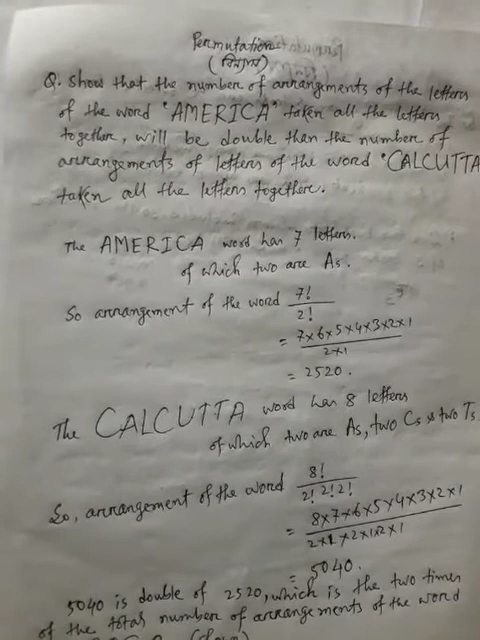 Permutation
(বিন্যাস)
Q. Show that the number of arrangements of the letters
of the word "AMERICA" taken all the letters
together, will be double than the number of
arrangements of letters of the word "CALCUTTA
taken all the letters together.
The AMERICA word has 7 letters.
of which two are As.
So arrangement of the word 7!/2!
= 7×6×5×4×3×2×1/2×1
= 2520.
The CALCUTTA word has 8 letters
of which two are As, two Cs & two Ts
So, arrangement of the word 8!/2! 2! 2!
= 8×7×6×5×4×3×2×1/2×1×2×1×2×1
= 5040.
5040 is double of 2520, which is the two times
of the total number of arrangements of the word